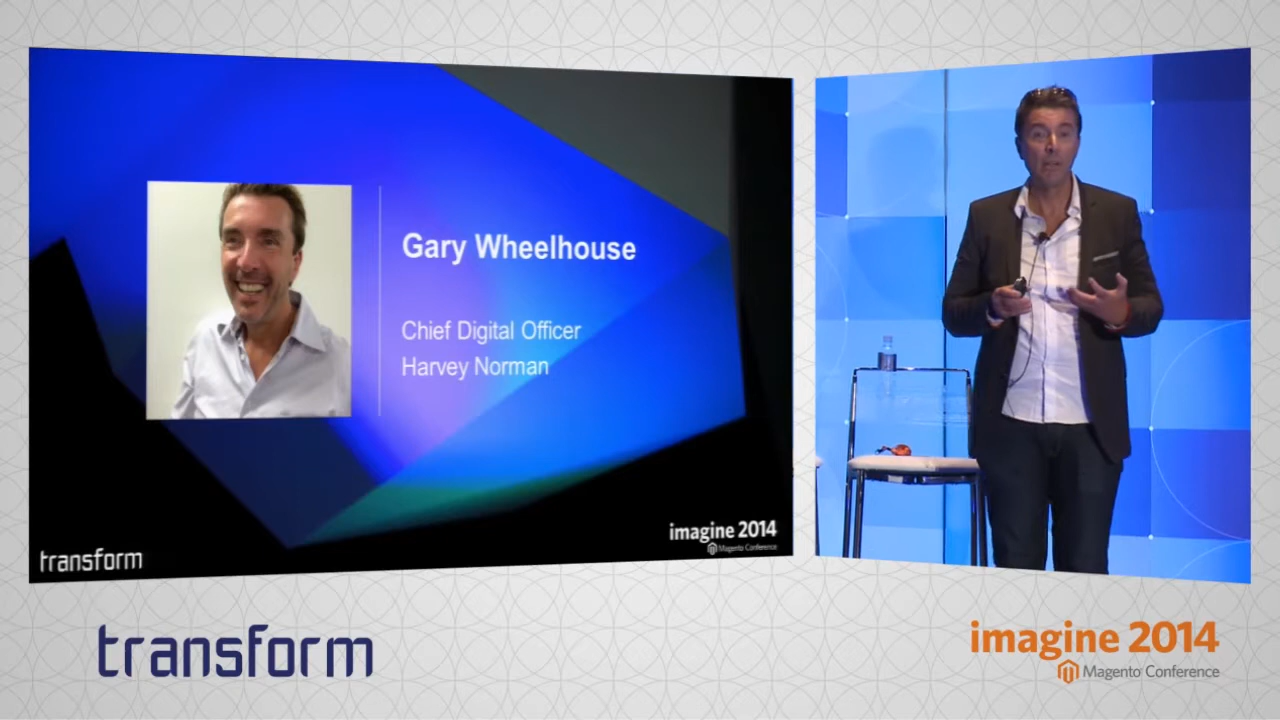 Gary Wheelhouse
Chief Digital Officer
Harvey Norman
transform
imagine 2014
Magento Conference
transform
imagine 2014
Magento Conference